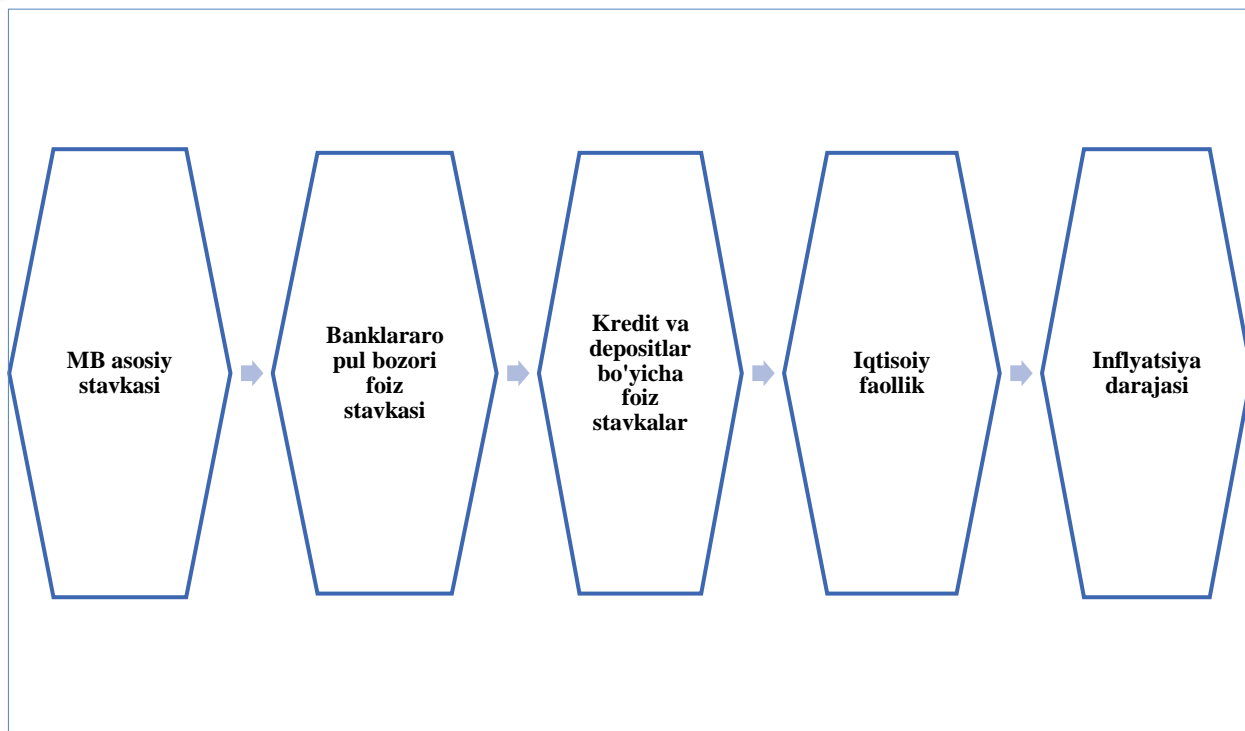 MB asosiy
stavkasi
Banklararo
pul bozori
foiz
stavkasi
Kredit va
depositlar
bo'yicha
foiz
stavkalar
Iqtisoiy
faollik
Inflyatsiya
darajasi